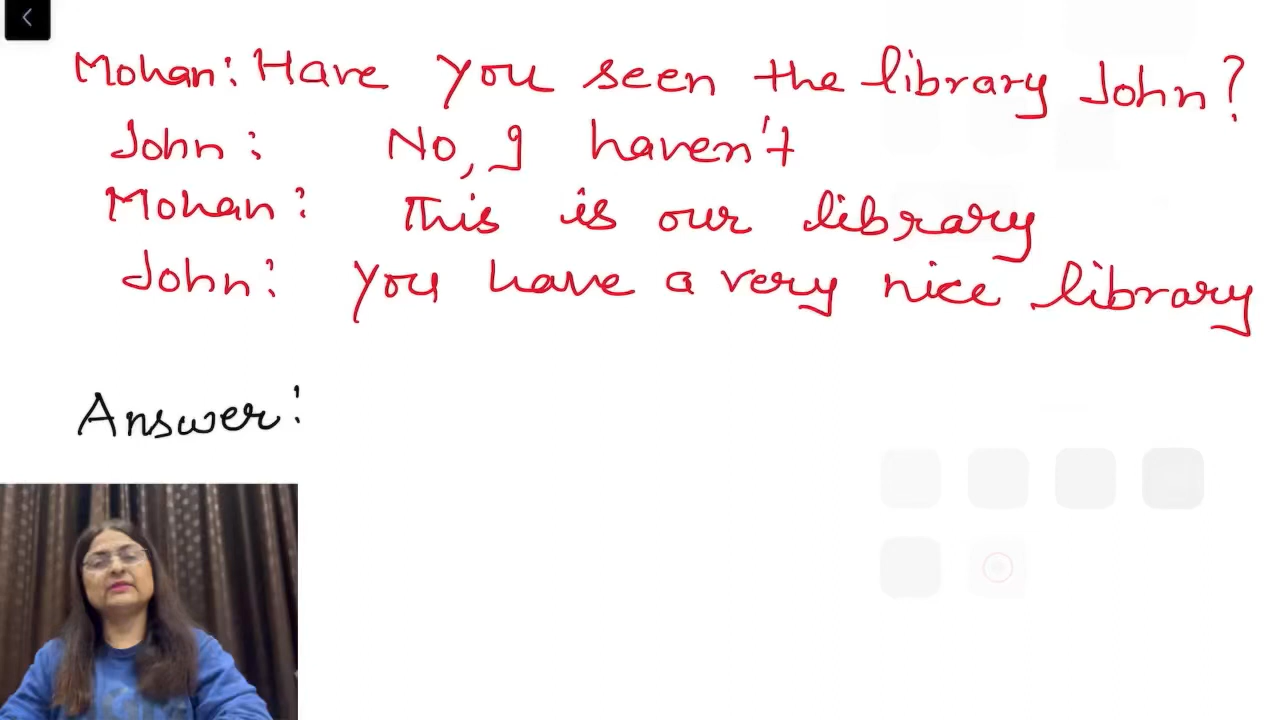 Mohan: Have you seen the library John?
John: No, I haven't
Mohan: This is our library
John: You have a very nice library
Answer: